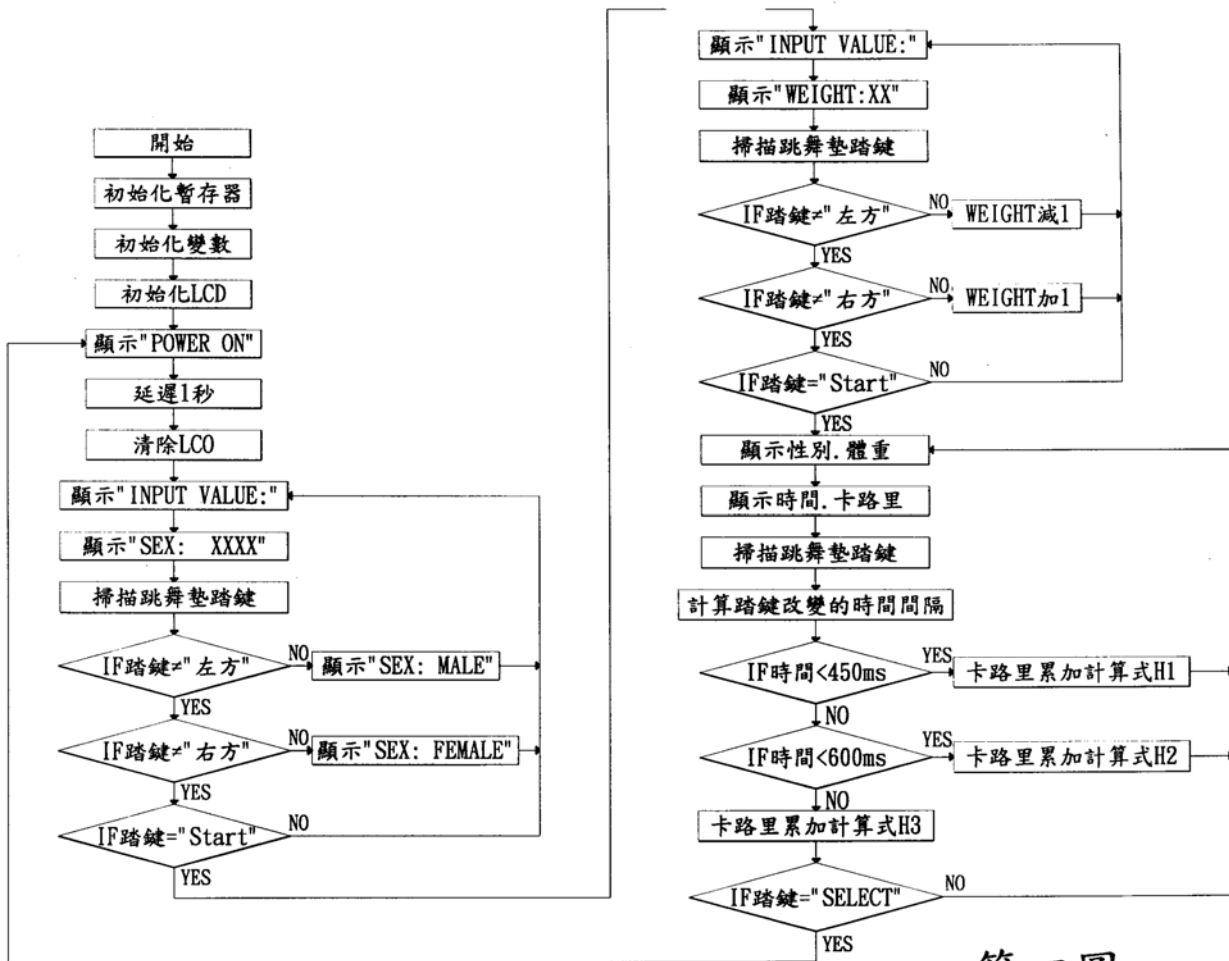 開始
初始化暫存器
初始化變數
初始化LCD
顯示"POWER ON"
延遲1秒
清除LCO
顯示"INPUT VALUE:"
顯示"SEX: XXXX"
掃描跳舞墊踏鍵
IF踏鍵≠"左方"
NO
顯示"SEX: MALE"
YES
IF踏鍵≠"右方"
NO
顯示"SEX: FEMALE"
YES
IF踏鍵="Start"
NO
YES
顯示"INPUT VALUE:"
顯示"WEIGHT:XX"
掃描跳舞墊踏鍵
IF踏鍵≠"左方"
NO
WEIGHT減1
YES
IF踏鍵≠"右方"
NO
WEIGHT加1
YES
IF踏鍵="Start"
NO
YES
顯示性別.體重
顯示時間.卡路里
掃描跳舞墊踏鍵
計算踏鍵改變的時間間隔
IF時間<450ms
YES
卡路里累加計算式H1
NO
IF時間<600ms
YES
卡路里累加計算式H2
NO
卡路里累加計算式H3
IF踏鍵="SELECT"
NO
YES